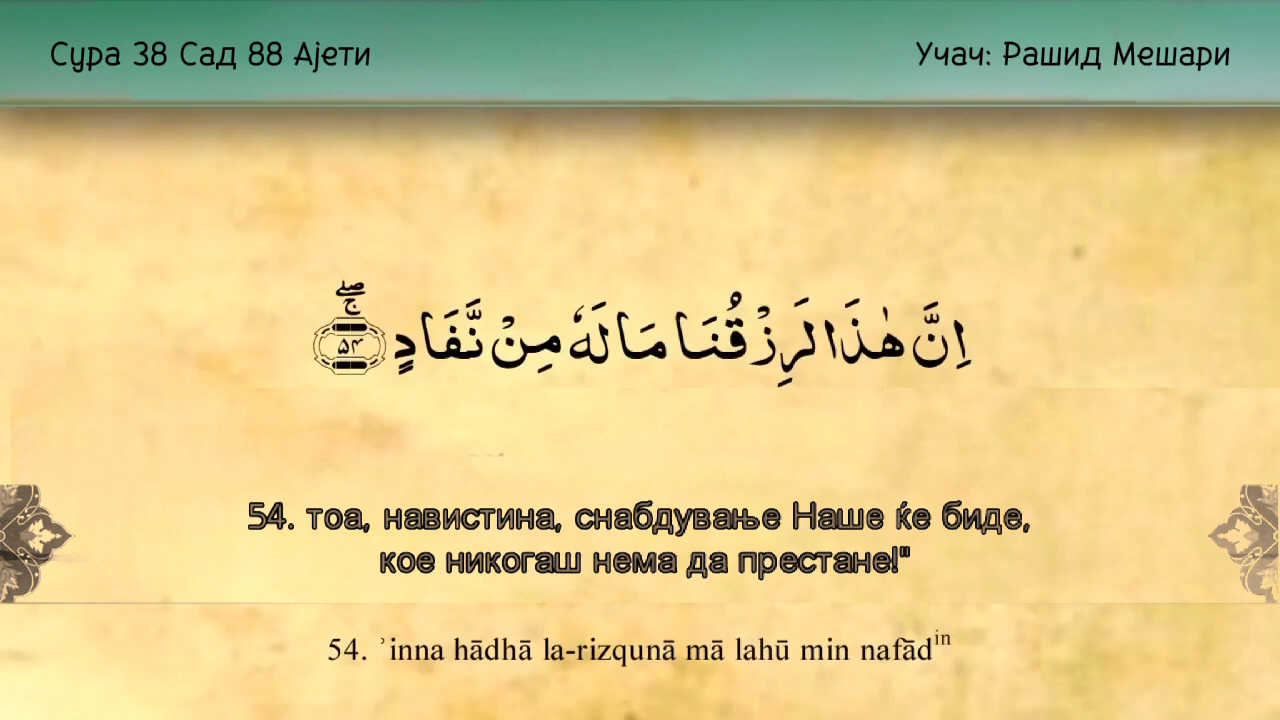 Сура 38 Сад 88 Ајети
Учач: Рашид Мешари
اِنَّ هٰذَا لَرِزْقُنَا مَا لَهٗ مِنْ نَّفَادٍ ۚۖ ﴿۵۴﴾
54. тоа, навистина, снабдување Наше ќе биде,
кое никогаш нема да престане!"
54. ʾinna hādhā la-rizqunā mā lahū min nafādⁱⁿ